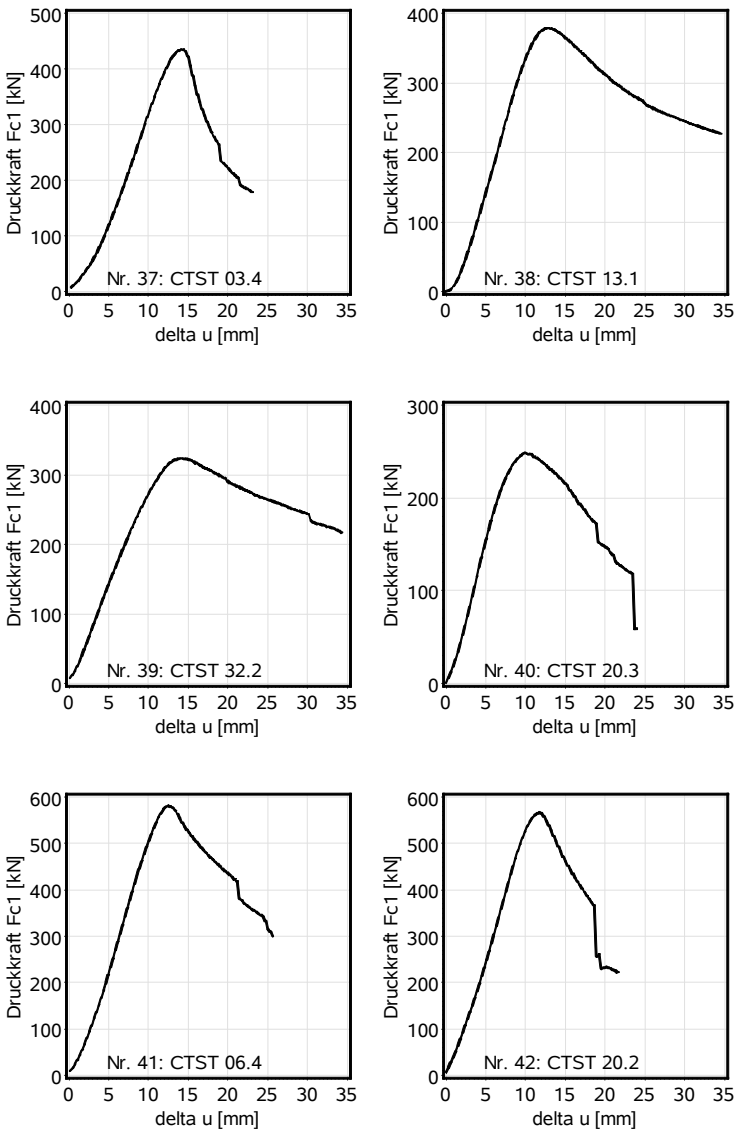 500
400
300
200
100
0
Druckkraft Fc1 [kN]
Nr. 37: CTST 03.4
0 5 10 15 20 25 30 35
delta u [mm]
400
300
200
100
0
Druckkraft Fc1 [kN]
Nr. 38: CTST 13.1
0 5 10 15 20 25 30 35
delta u [mm]
400
300
200
100
0
Druckkraft Fc1 [kN]
Nr. 39: CTST 32.2
0 5 10 15 20 25 30 35
delta u [mm]
300
200
100
0
Druckkraft Fc1 [kN]
Nr. 40: CTST 20.3
0 5 10 15 20 25 30 35
delta u [mm]
600
500
400
300
200
100
0
Druckkraft Fc1 [kN]
Nr. 41: CTST 06.4
0 5 10 15 20 25 30 35
delta u [mm]
600
500
400
300
200
100
0
Druckkraft Fc1 [kN]
Nr. 42: CTST 20.2
0 5 10 15 20 25 30 35
delta u [mm]